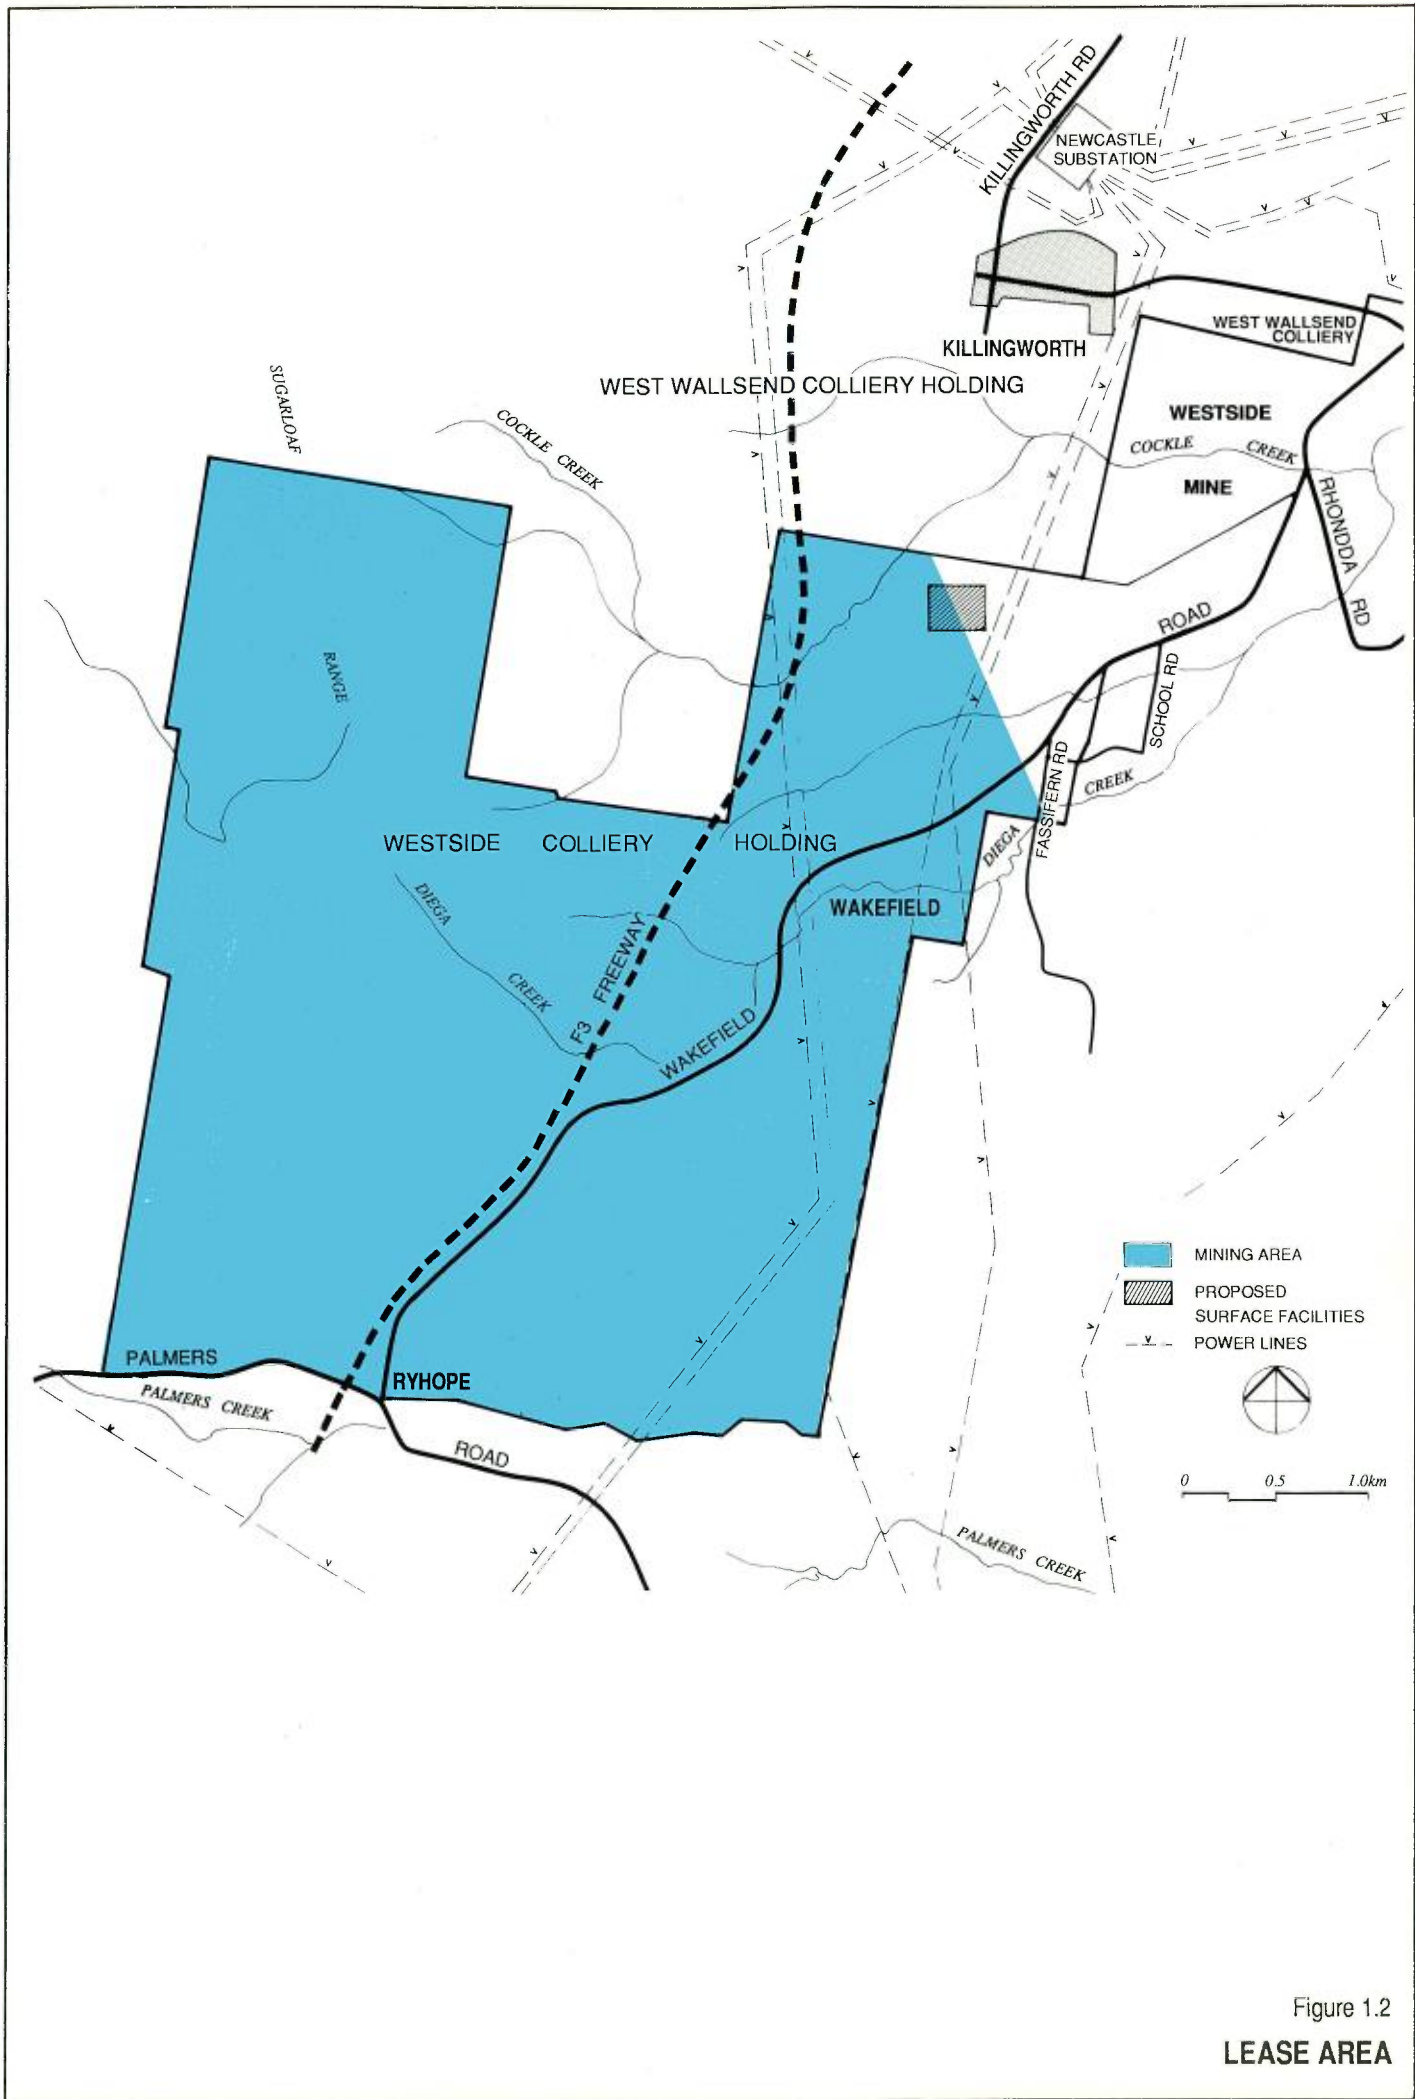 KILLINGWORTH RD
NEWCASTLE
SUBSTATION
WEST WALLSEND
COLLIERY
KILLINGWORTH
WEST WALLSEND COLLIERY HOLDING
SUGARLOAF
RANGE
COCKLE CREEK
WESTSIDE
MINE
COCKLE CREEK
RHONDDA RD
ROAD
SCHOOL RD
FASSIFERN RD
CREEK
DIEGA
WESTSIDE COLLIERY HOLDING
WAKEFIELD
DIEGA
CREEK
F3 FREEWAY
WAKEFIELD
MINING AREA
PROPOSED
SURFACE FACILITIES
V POWER LINES
PALMERS
RYHOPE
PALMERS CREEK
ROAD
0 0.5 1.0km
PALMERS CREEK
Figure 1.2
LEASE AREA